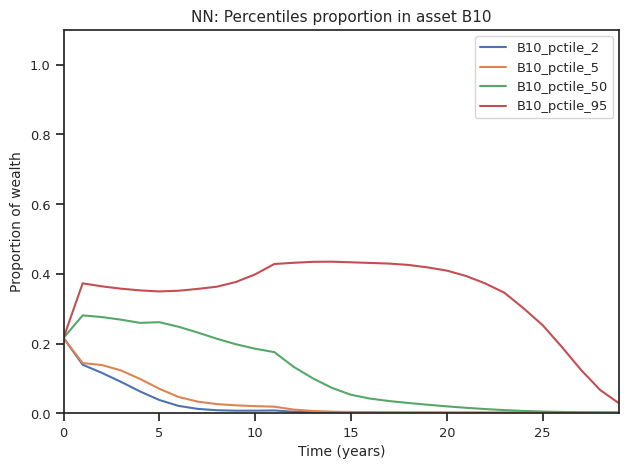 NN: Percentiles proportion in asset B10
B10_pctile_2
B10_pctile_5
B10_pctile_50
B10_pctile_95
Proportion of wealth
1.0
0.8
0.6
0.4
0.2
0.0
0 5 10 15 20 25
Time (years)